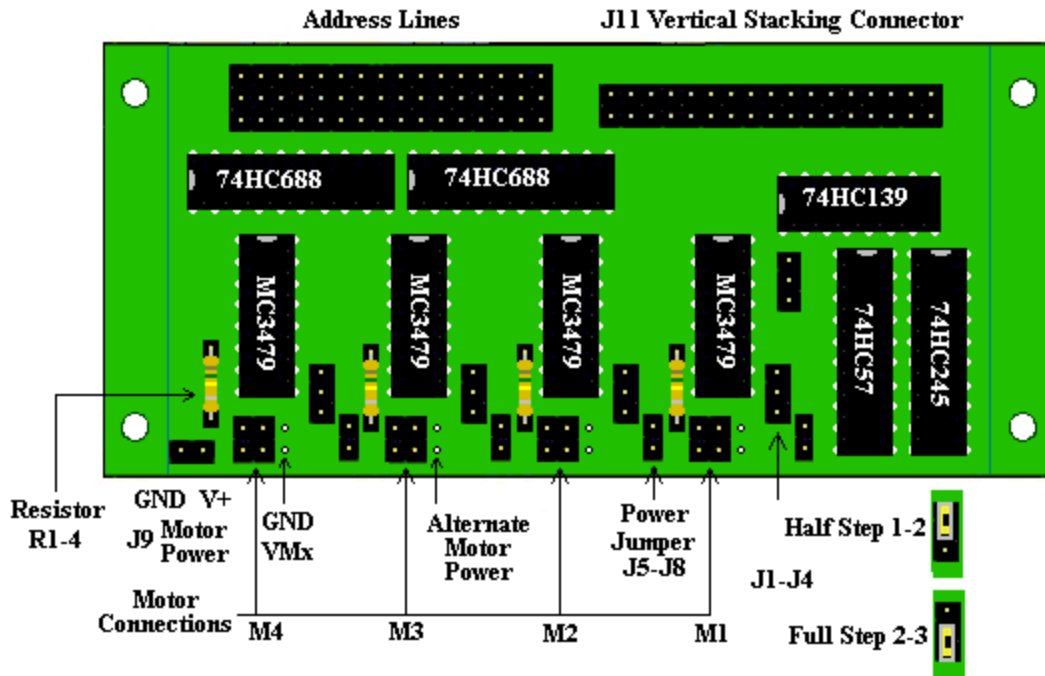 Address Lines
J11 Vertical Stacking Connector
74HC688
74HC688
74HC139
MC3479
MC3479
MC3479
MC3479
74HC57
74HC245
Resistor
R1-4
GND V+
J9 Motor
Power
GND
VMx
Alternate
Motor
Power
Power
Jumper
J5-J8
Half Step 1-2
J1-J4
Full Step 2-3
Motor
Connections
M4
M3
M2
M1